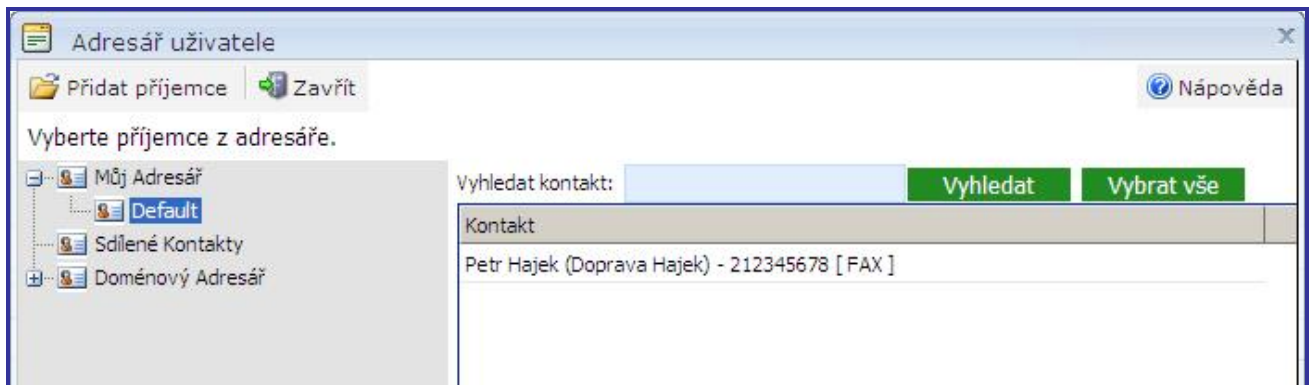 Adresář uživatele
Přidat příjemce Zavřít Nápověda
Vyberte příjemce z adresáře.
Můj Adresář
Default
Sdílené Kontakty
Doménový Adresář
Vyhledat kontakt: Vyhledat Vybrat vše
Kontakt
Petr Hajek (Doprava Hajek) - 212345678 [ FAX ]